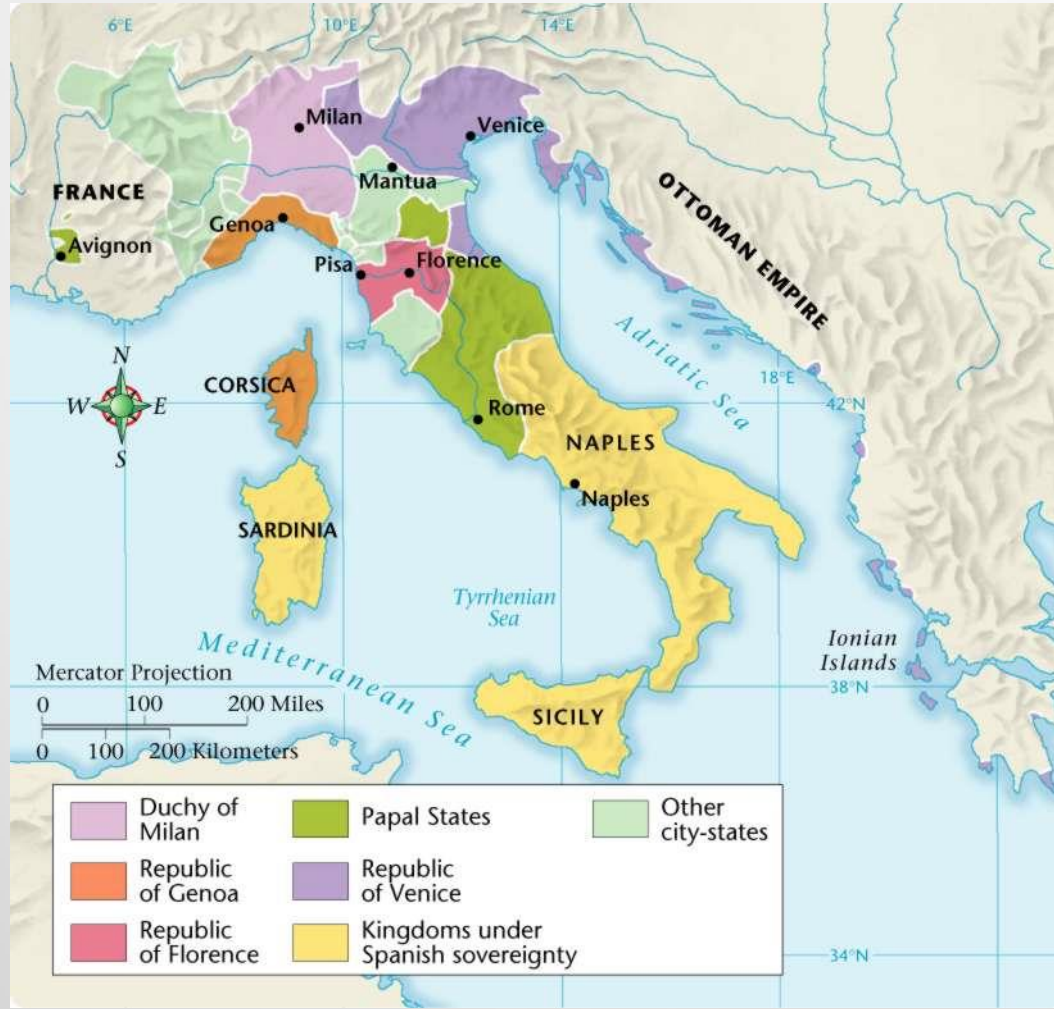 6°E
10°E
14°E
Milan
Venice
Mantua
FRANCE
OTTOMAN EMPIRE
Genoa
Avignon
Pisa
Florence
Adriatic Sea
18°E
N
W
E
S
CORSICA
42°N
Rome
NAPLES
Naples
SARDINIA
Tyrrhenian
Sea
Mediterranean Sea
Ionian
Islands
Mercator Projection
38°N
0 100 200 Miles
SICILY
0 100 200 Kilometers
Duchy of
Milan
Papal States
Other
city-states
Republic
of Genoa
Republic
of Venice
Republic
of Florence
Kingdoms under
Spanish sovereignty
34°N